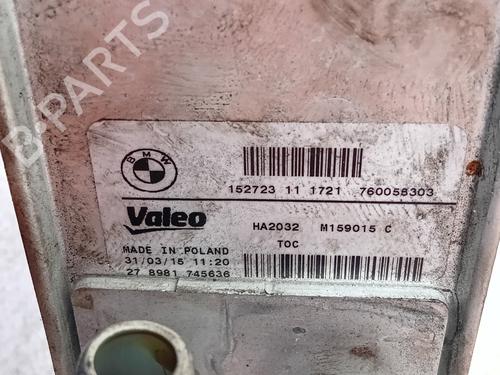 B-PARTS
BMW
152723 11 1721 760058303
Valeo
HA2032 M159015 C
MADE IN POLAND
TOC
31/03/15 11:20
27 8981 745636